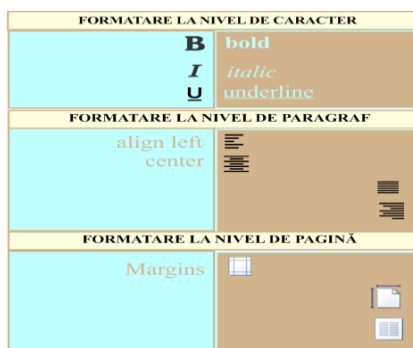 FORMATARE LA NIVEL DE CARACTER
B bold
I italic
U underline
FORMATARE LA NIVEL DE PARAGRAF
align left
center
FORMATARE LA NIVEL DE PAGINĂ
Margins